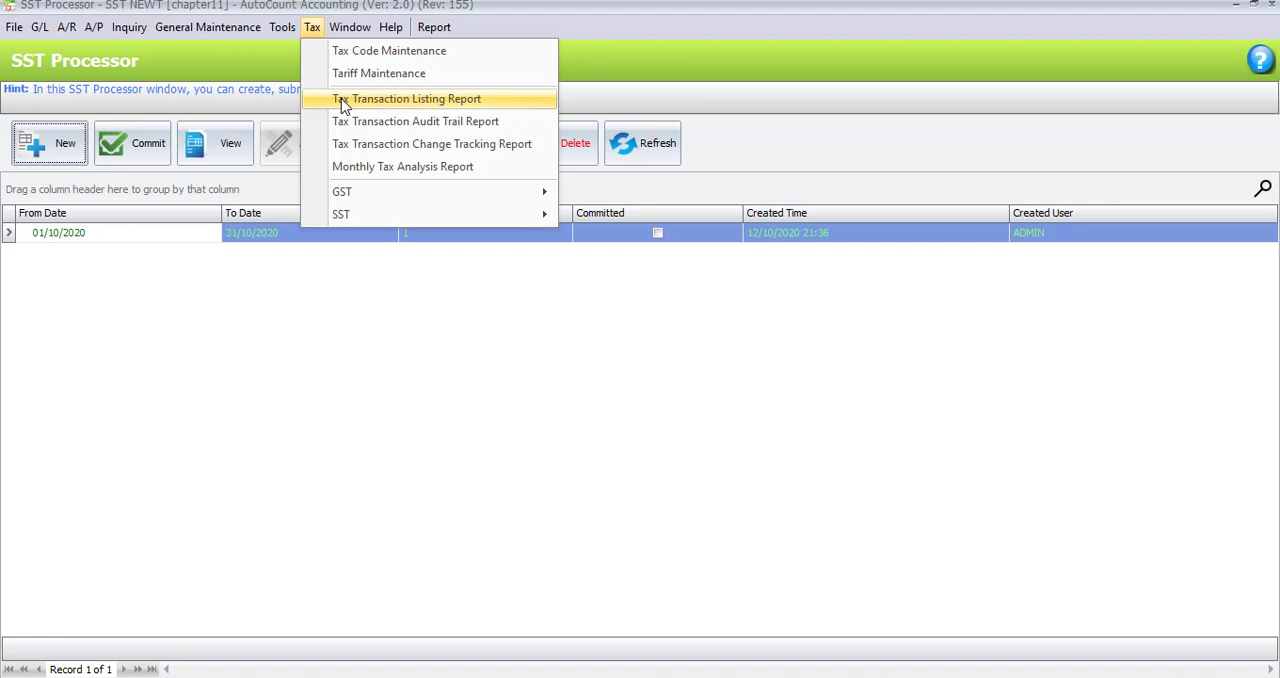 SST Processor - SST NEWT [chapter11] - AutoCount Accounting (Ver: 2.0) (Rev: 155)
File G/L A/R A/P Inquiry General Maintenance Tools Tax Window Help Report
SST Processor
Tax Code Maintenance
Tariff Maintenance
Hint: In this SST Processor window, you can create,
Tax Transaction Listing Report
Tax Transaction Audit Trail Report
Tax Transaction Change Tracking Report
Monthly Tax Analysis Report
GST
SST
New Commit View Delete Refresh
Drag a column header here to group by that column
From Date To Date Committed Created Time Created User
01/10/2020 31/10/2020 1 12/10/2020 21:36 ADMIN
Record 1 of 1